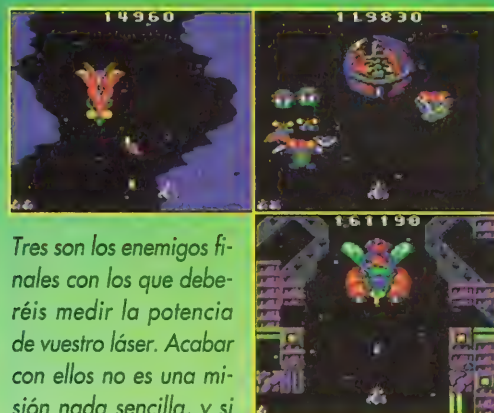 14960
119830
161190
Tres son los enemigos fi-
nales con los que debe-
réis medir la potencia
de vuestro láser. Acabar
con ellos no es una mi-
sión nada sencilla, y si